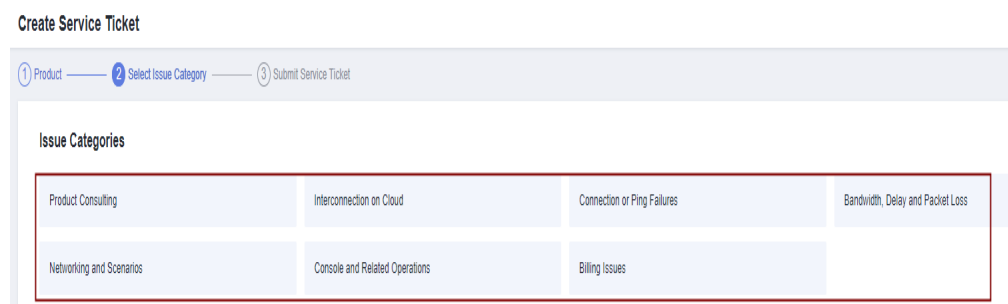 Create Service Ticket
1 Product 2 Select Issue Category 3 Submit Service Ticket
Issue Categories
Product Consulting Interconnection on Cloud Connection or Ping Failures Bandwidth, Delay and Packet Loss
Networking and Scenarios Console and Related Operations Billing Issues